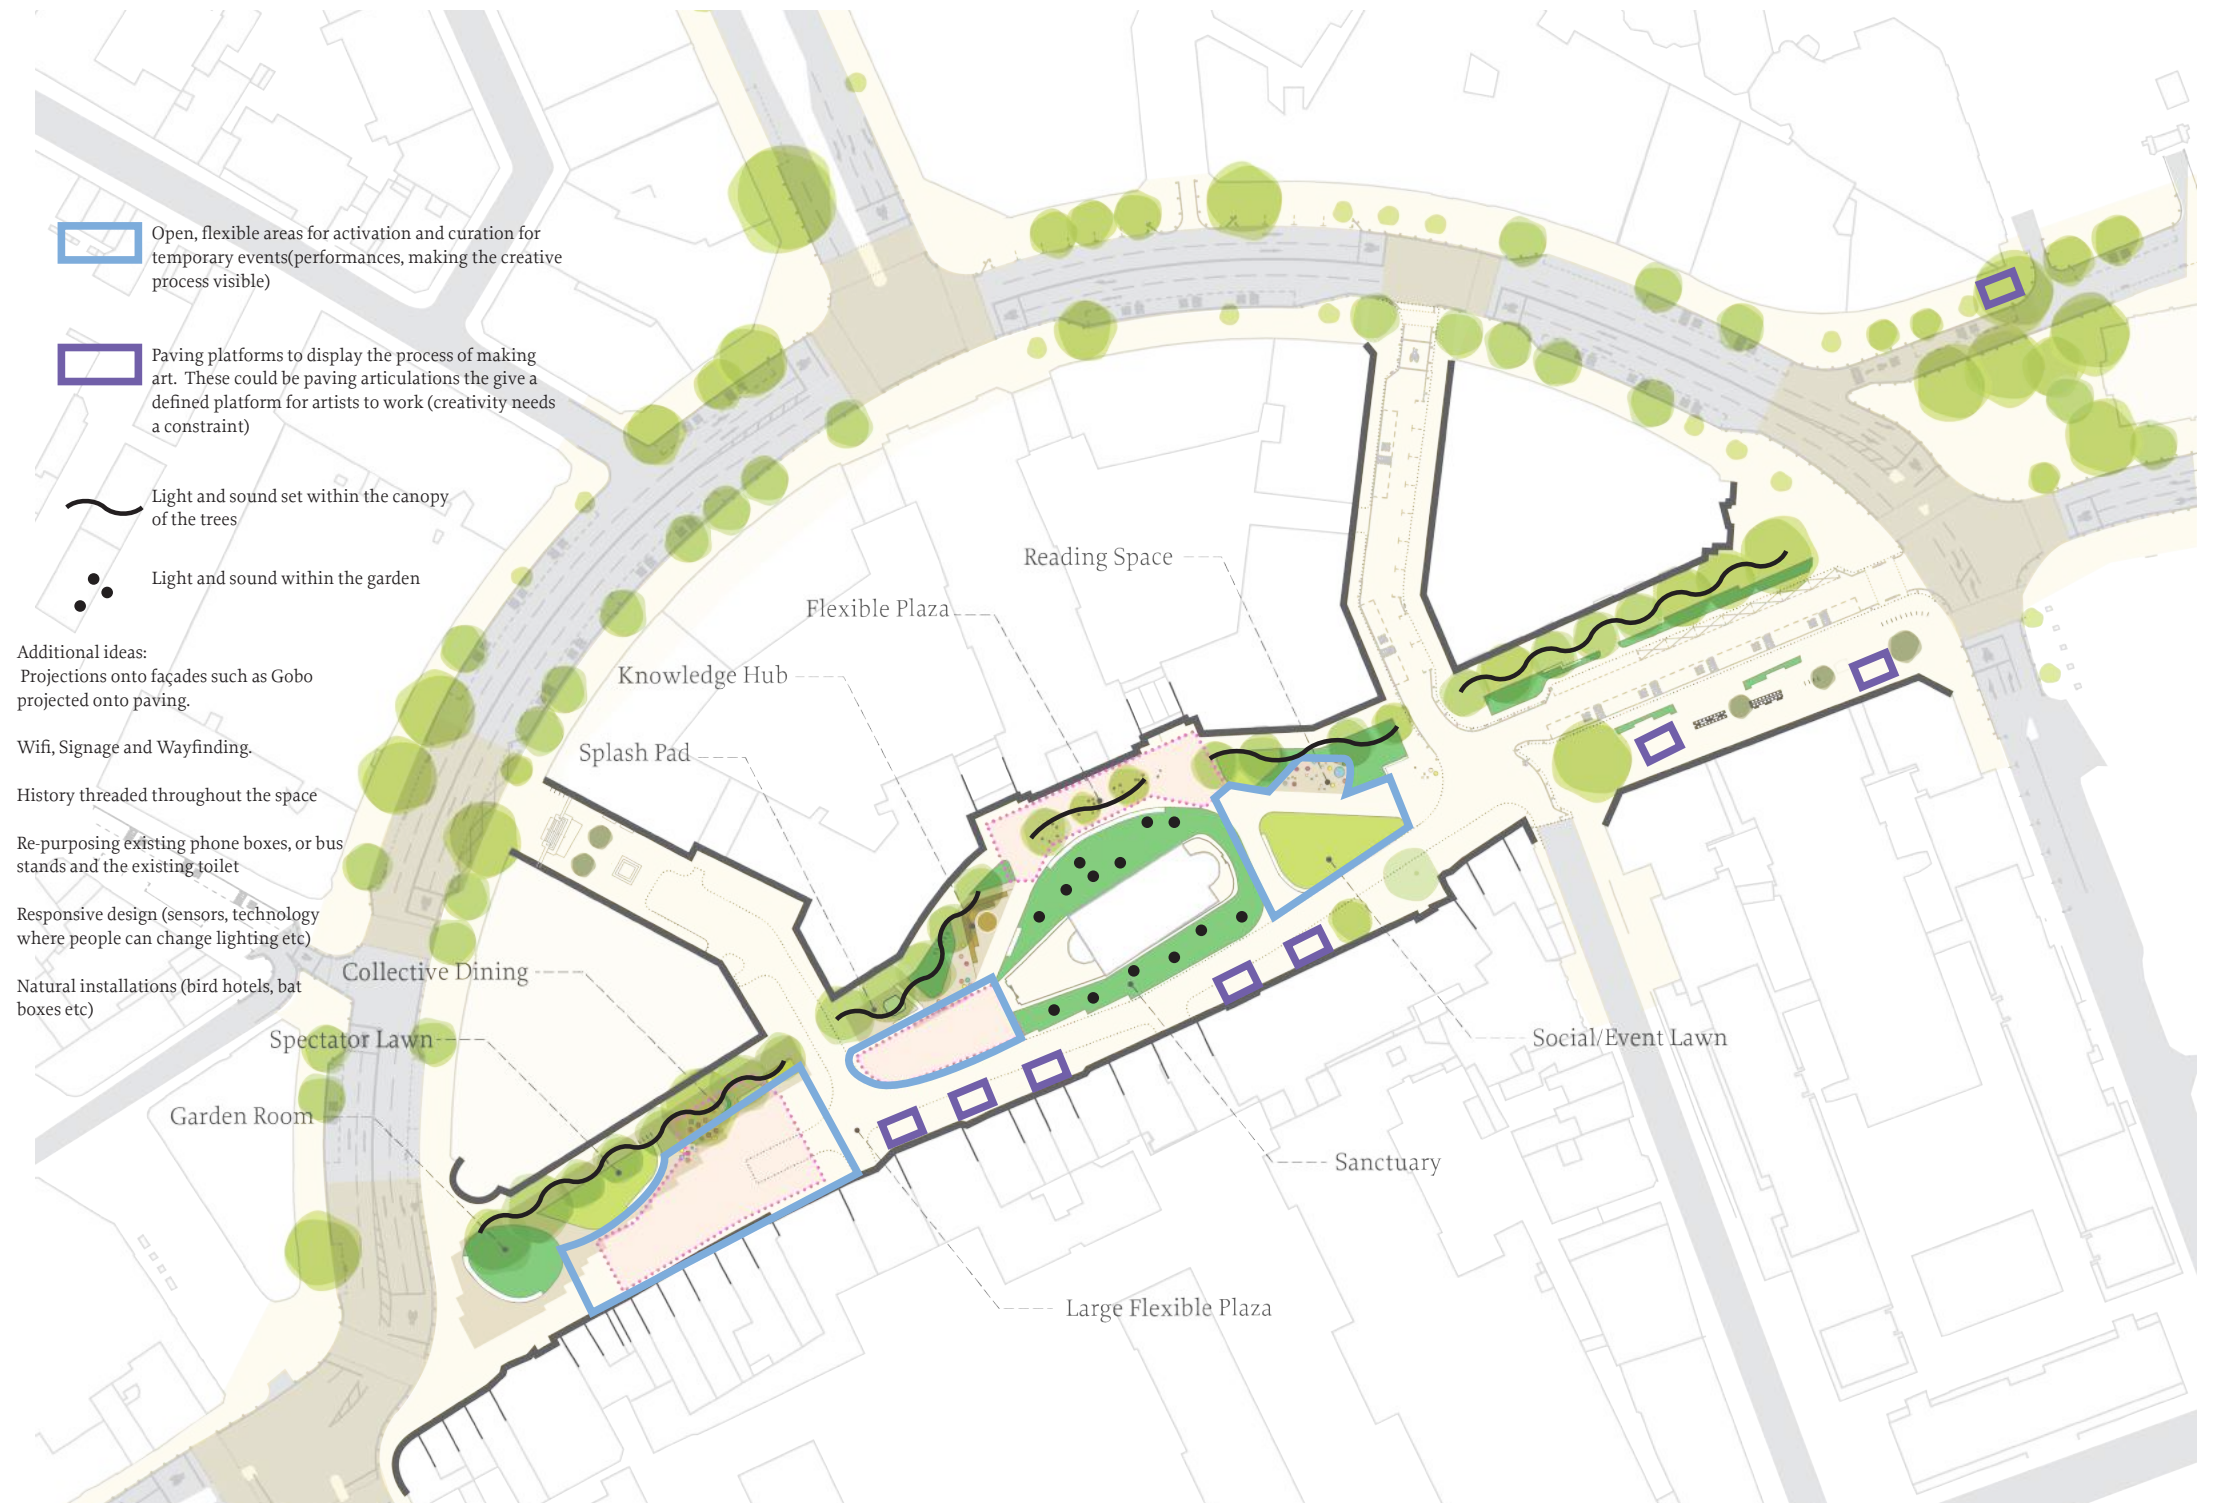 Open, flexible areas for activation and curation for
temporary events(performances, making the creative
process visible)
Paving platforms to display the process of making
art. These could be paving articulations the give a
defined platform for artists to work (creativity needs
a constraint)
Light and sound set within the canopy
of the trees
Light and sound within the garden
Additional ideas:
Projections onto façades such as Gobo
projected onto paving.
Wifi, Signage and Wayfinding.
History threaded throughout the space
Re-purposing existing phone boxes, or bus
stands and the existing toilet
Responsive design (sensors, technology
where people can change lighting etc)
Natural installations (bird hotels, bat
boxes etc)
Reading Space
Flexible Plaza
Knowledge Hub
Splash Pad
Collective Dining
Spectator Lawn
Garden Room
Social/Event Lawn
Sanctuary
Large Flexible Plaza